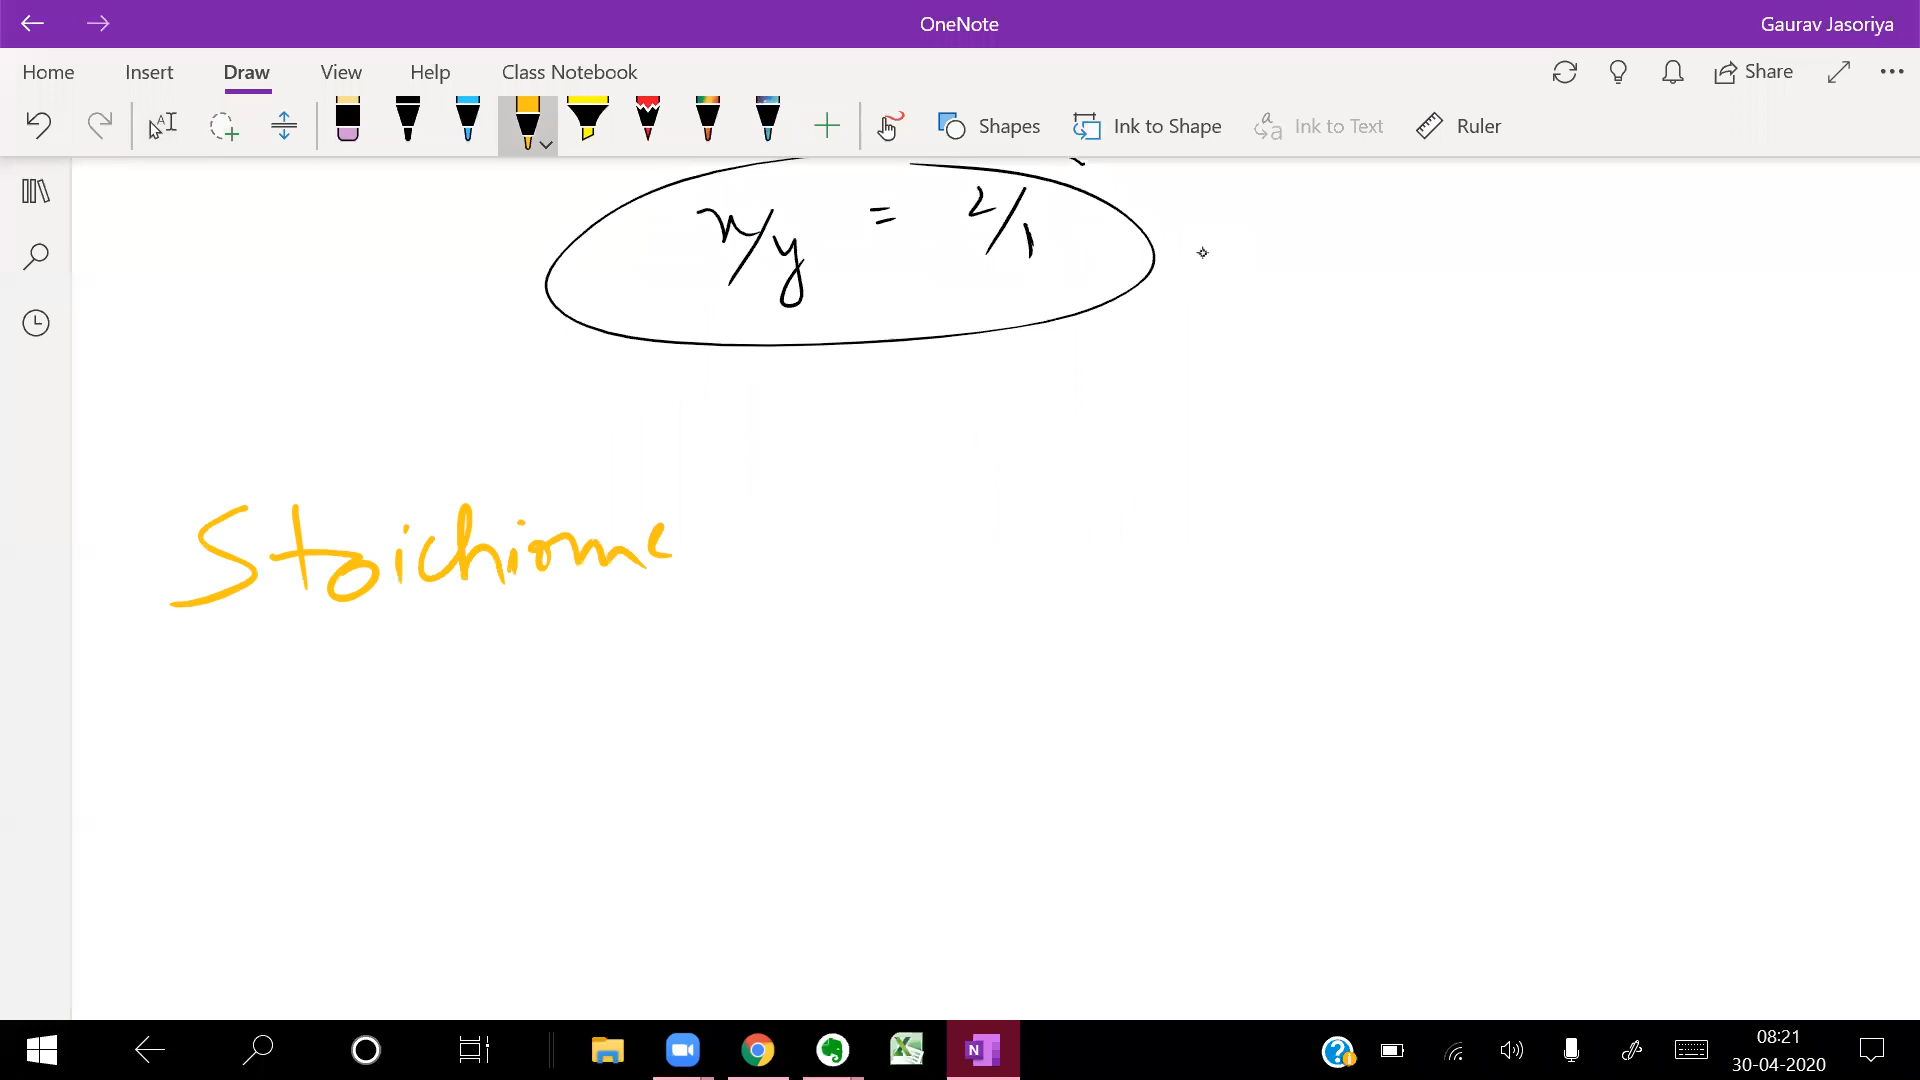 OneNote
Gaurav Jasoriya
Home Insert Draw View Help Class Notebook
Share
Shapes Ink to Shape Ink to Text Ruler
x/y = 2/1
Stoichiome
08:21
30-04-2020